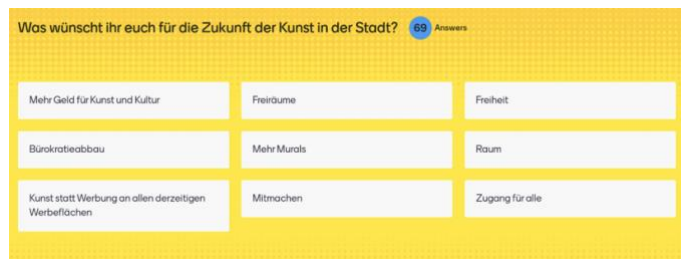 Was wünscht ihr euch für die Zukunft der Kunst in der Stadt? 69 Answers
Mehr Geld für Kunst und Kultur
Freiräume
Freiheit
Bürokratieabbau
Mehr Murals
Raum
Kunst statt Werbung an allen derzeitigen
Werbeflächen
Mitmachen
Zugang für alle